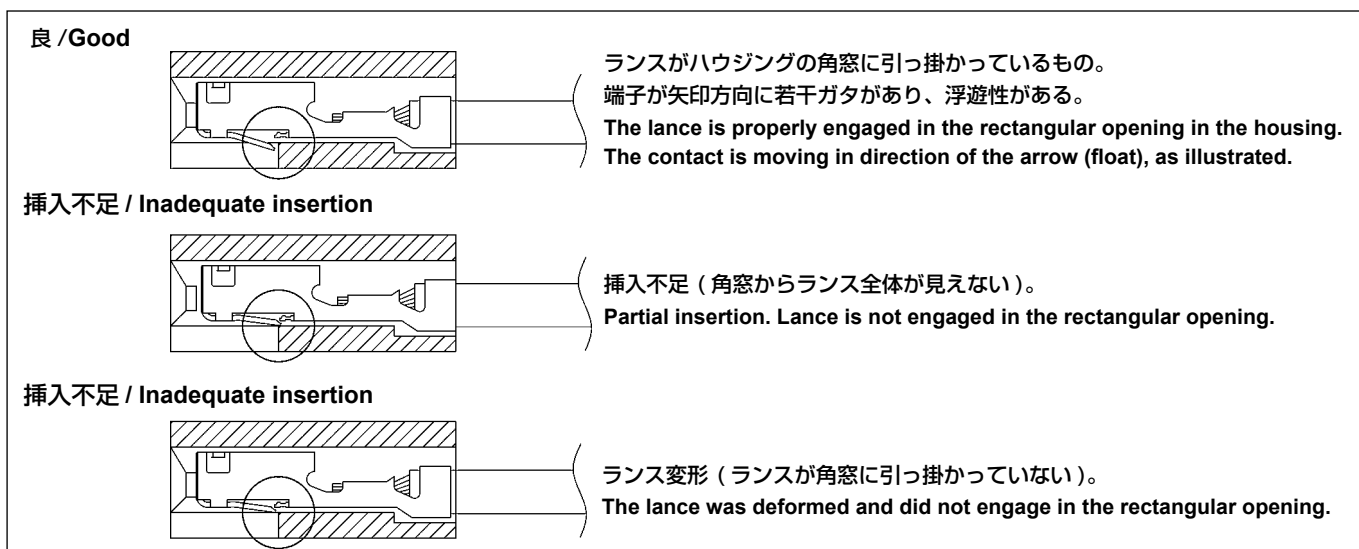 良 /Good
ランスがハウジングの角窓に引っ掛かっているもの。
端子が矢印方向に若干ガタがあり、浮遊性がある。
The lance is properly engaged in the rectangular opening in the housing.
The contact is moving in direction of the arrow (float), as illustrated.
挿入不足 / Inadequate insertion
挿入不足 ( 角窓からランス全体が見えない )。
Partial insertion. Lance is not engaged in the rectangular opening.
挿入不足 / Inadequate insertion
ランス変形 ( ランスが角窓に引っ掛かっていない )。
The lance was deformed and did not engage in the rectangular opening.